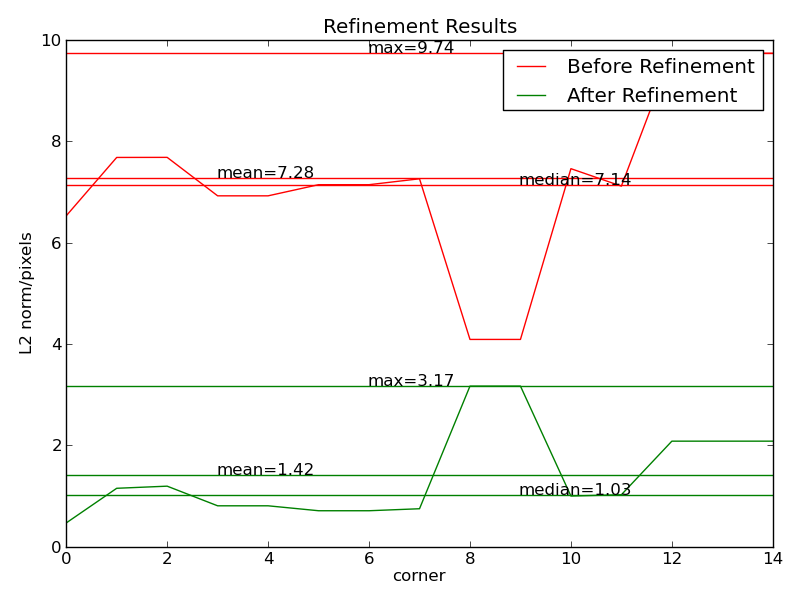 Refinement Results
10
max=9.74
Before Refinement
After Refinement
8
mean=7.28
median=7.14
6
L2 norm/pixels
4
max=3.17
2
mean=1.42
median=1.03
0
0 2 4 6 8 10 12 14
corner